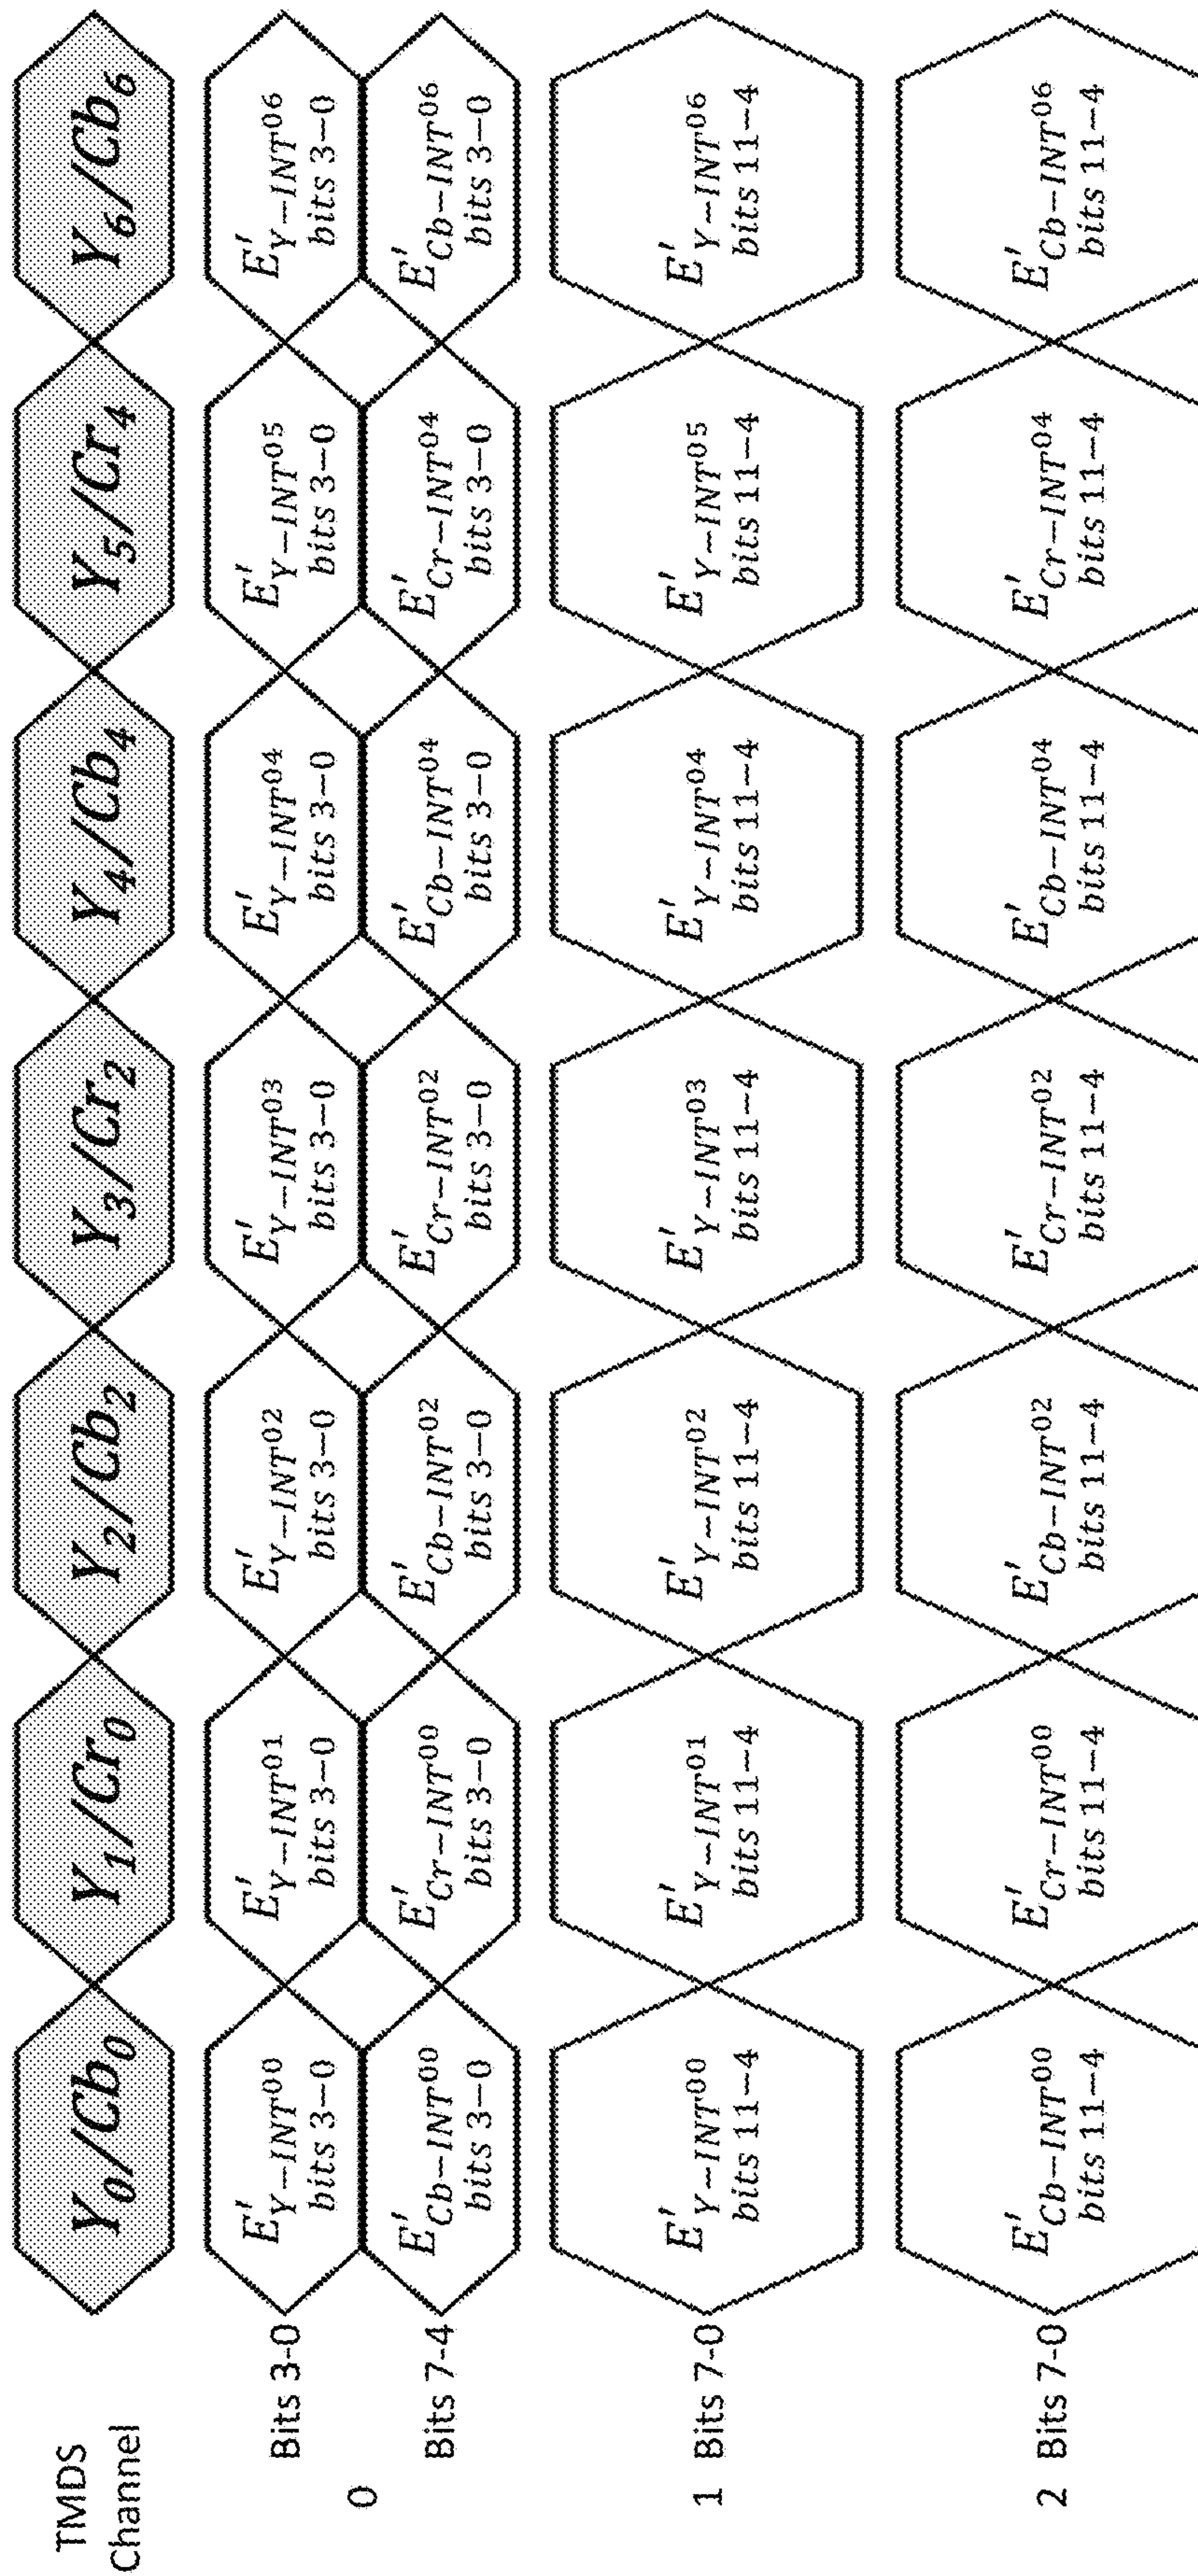 TMDS
Channel
Y₀/Cb₀ Y₁/Cr₀ Y₂/Cb₂ Y₃/Cr₂ Y₄/Cb₄ Y₅/Cr₄ Y₆/Cb₆
0
Bits 3-0
E′Y−INT⁰⁰ E′Y−INT⁰¹ E′Y−INT⁰² E′Y−INT⁰³ E′Y−INT⁰⁴ E′Y−INT⁰⁵ E′Y−INT⁰⁶
bits 3−0 bits 3−0 bits 3−0 bits 3−0 bits 3−0 bits 3−0 bits 3−0
Bits 7-4
E′Cb−INT⁰⁰ E′Cr−INT⁰⁰ E′Cb−INT⁰² E′Cr−INT⁰² E′Cb−INT⁰⁴ E′Cr−INT⁰⁴ E′Cb−INT⁰⁶
bits 3−0 bits 3−0 bits 3−0 bits 3−0 bits 3−0 bits 3−0 bits 3−0
1 Bits 7-0
E′Y−INT⁰⁰ E′Y−INT⁰¹ E′Y−INT⁰² E′Y−INT⁰³ E′Y−INT⁰⁴ E′Y−INT⁰⁵ E′Y−INT⁰⁶
bits 11−4 bits 11−4 bits 11−4 bits 11−4 bits 11−4 bits 11−4 bits 11−4
2 Bits 7-0
E′Cb−INT⁰⁰ E′Cr−INT⁰⁰ E′Cb−INT⁰² E′Cr−INT⁰² E′Cb−INT⁰⁴ E′Cr−INT⁰⁴ E′Cb−INT⁰⁶
bits 11−4 bits 11−4 bits 11−4 bits 11−4 bits 11−4 bits 11−4 bits 11−4